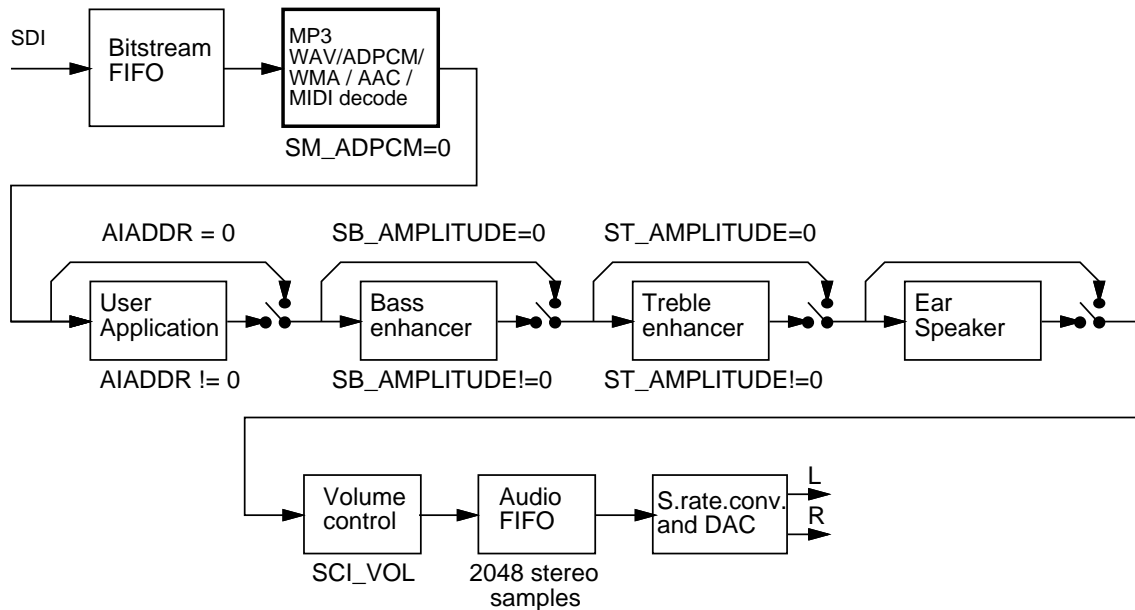 SDI
Bitstream
FIFO
MP3
WAV/ADPCM/
WMA / AAC /
MIDI decode
SM_ADPCM=0
AIADDR = 0
SB_AMPLITUDE=0
ST_AMPLITUDE=0
User
Application
Bass
enhancer
Treble
enhancer
Ear
Speaker
AIADDR != 0
SB_AMPLITUDE!=0
ST_AMPLITUDE!=0
Volume
control
Audio
FIFO
S.rate.conv.
and DAC
L
R
SCI_VOL
2048 stereo
samples